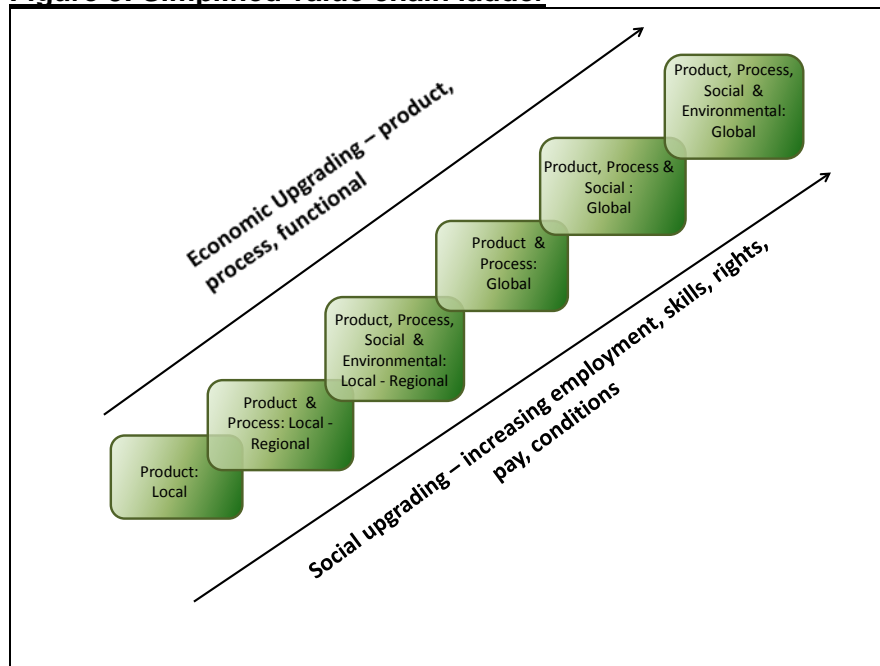 Product, Process,
Social &
Environmental:
Global
Product, Process &
Social :
Global
Product &
Process:
Global
Product, Process,
Social &
Environmental:
Local - Regional
Product &
Process: Local -
Regional
Product:
Local
Economic Upgrading – product,
process, functional
Social upgrading – increasing employment, skills, rights,
pay, conditions